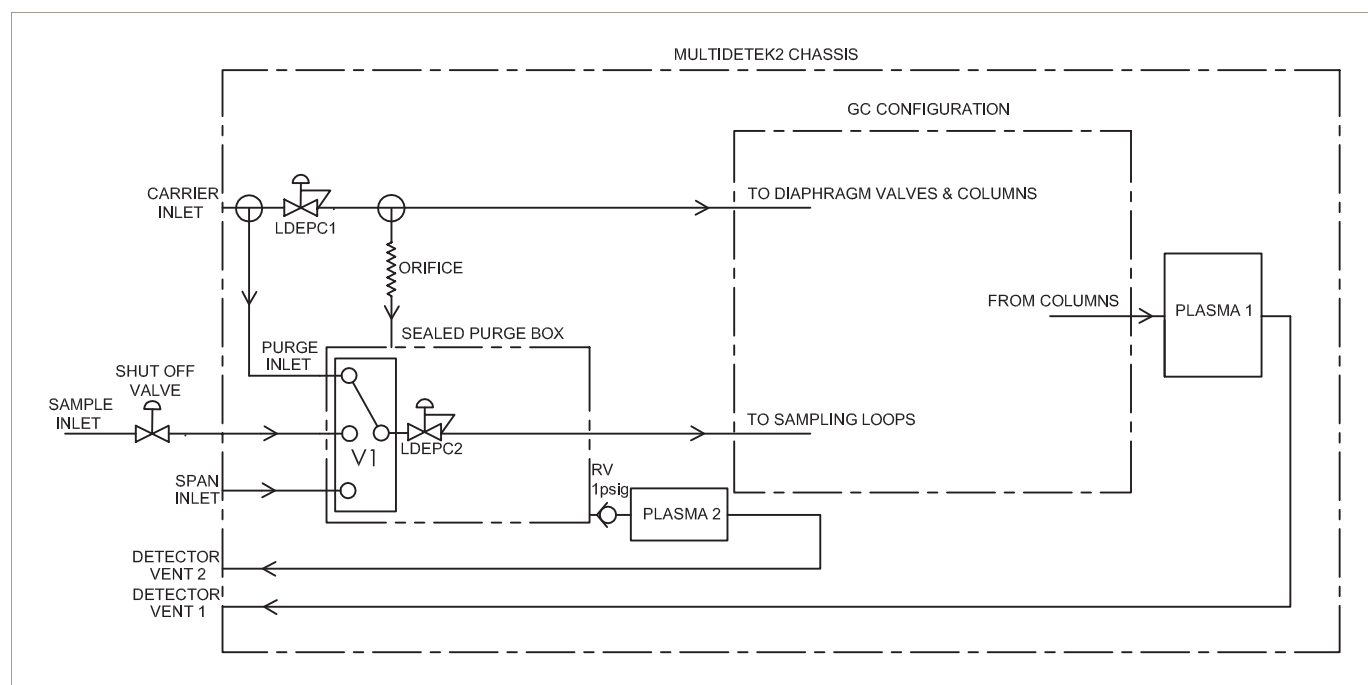 MULTIDETEK2 CHASSIS
GC CONFIGURATION
CARRIER
INLET
LDEPC1
TO DIAPHRAGM VALVES & COLUMNS
ORIFICE
FROM COLUMNS
PLASMA 1
SEALED PURGE BOX
PURGE
INLET
SHUT OFF
VALVE
SAMPLE
INLET
V1
LDEPC2
TO SAMPLING LOOPS
SPAN
INLET
RV
1psig
PLASMA 2
DETECTOR
VENT 2
DETECTOR
VENT 1